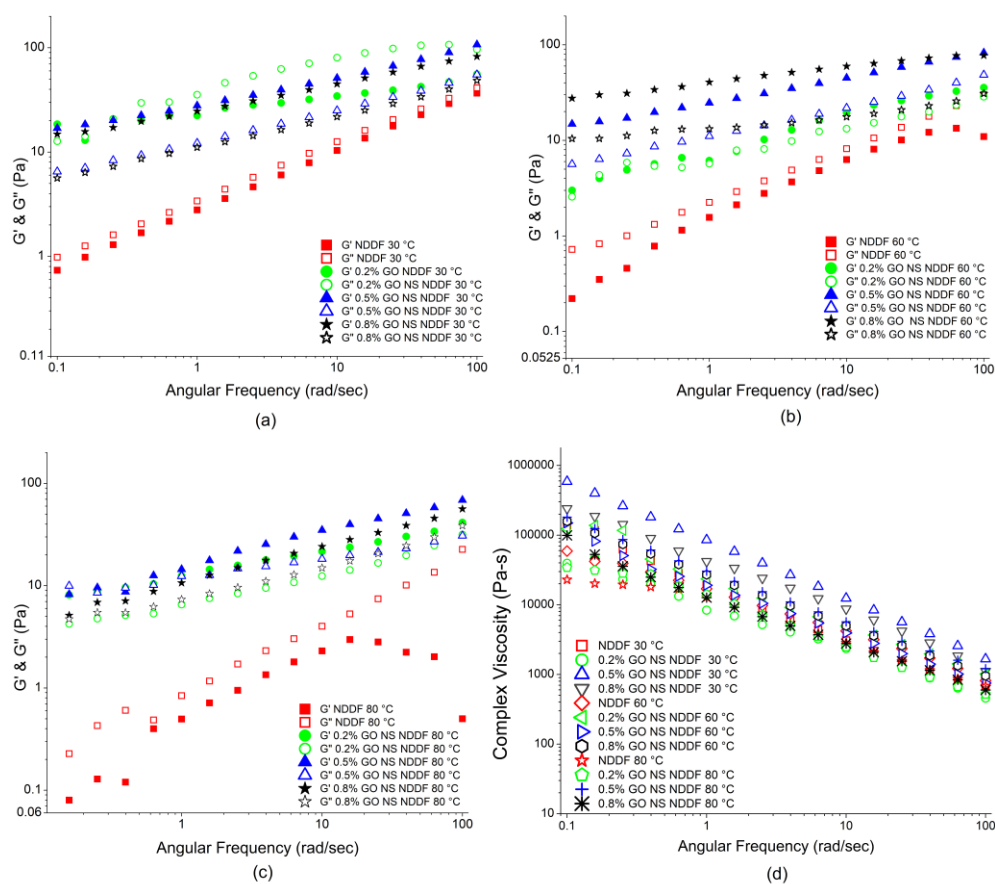 100
10
1
0.11
G' & G" (Pa)
G' NDDF 30 °C
G" NDDF 30 °C
G' 0.2% GO NS NDDF 30 °C
G" 0.2% GO NS NDDF 30 °C
G' 0.5% GO NS NDDF 30 °C
G" 0.5% GO NS NDDF 30 °C
G' 0.8% GO NS NDDF 30 °C
G" 0.8% GO NS NDDF 30 °C
0.1 1 10 100
Angular Frequency (rad/sec)
(a)
100
10
1
0.1
0.0525
G' & G" (Pa)
G' NDDF 60 °C
G" NDDF 60 °C
G' 0.2% GO NS NDDF 60 °C
G" 0.2% GO NS NDDF 60 °C
G' 0.5% GO NS NDDF 60 °C
G" 0.5% GO NS NDDF 60 °C
G' 0.8% GO NS NDDF 60 °C
G" 0.8% GO NS NDDF 60 °C
0.1 1 10 100
Angular Frequency (rad/sec)
(b)
100
10
1
0.1
0.06
G' & G" (Pa)
G' NDDF 80 °C
G" NDDF 80 °C
G' 0.2% GO NS NDDF 80 °C
G" 0.2% GO NS NDDF 80 °C
G' 0.5% GO NS NDDF 80 °C
G" 0.5% GO NS NDDF 80 °C
G' 0.8% GO NS NDDF 80 °C
G" 0.8% GO NS NDDF 80 °C
1 10 100
Angular Frequency (rad/sec)
(c)
1000000
100000
10000
1000
100
10
Complex Viscosity (Pa-s)
NDDF 30 °C
0.2% GO NS NDDF 30 °C
0.5% GO NS NDDF 30 °C
0.8% GO NS NDDF 30 °C
NDDF 60 °C
0.2% GO NS NDDF 60 °C
0.5% GO NS NDDF 60 °C
0.8% GO NS NDDF 60 °C
NDDF 80 °C
0.2% GO NS NDDF 80 °C
0.5% GO NS NDDF 80 °C
0.8% GO NS NDDF 80 °C
0.1 1 10 100
Angular Frequency (rad/sec)
(d)